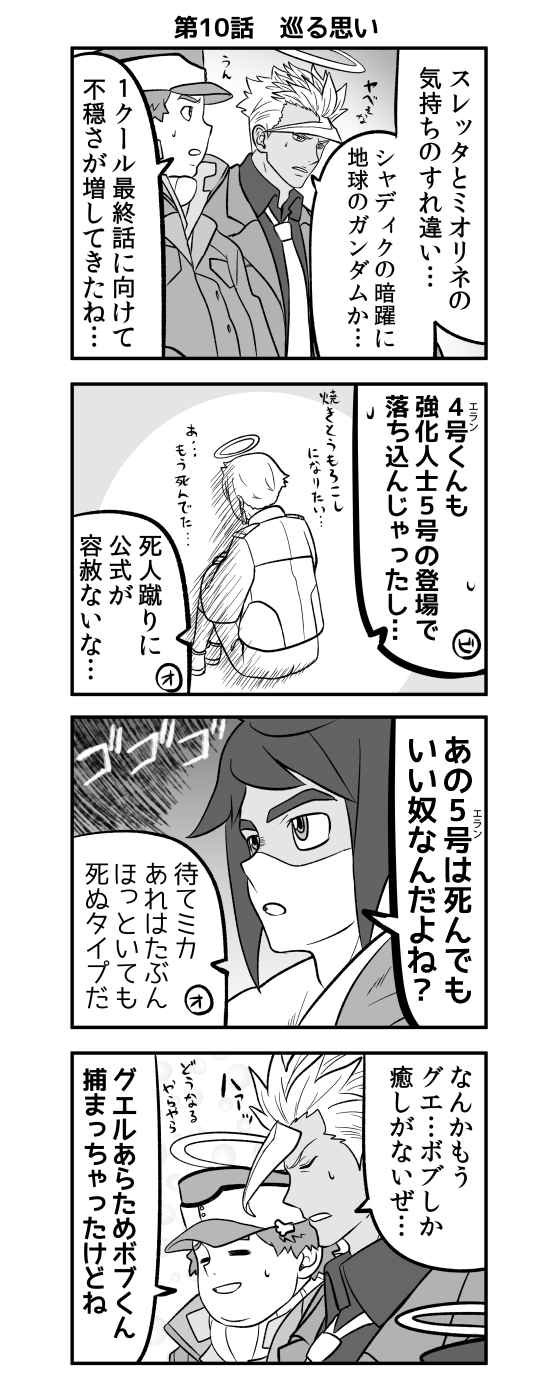 第10話 巡る思い
スレッタとミオリネの
気持ちのすれ違い…
シャディクの暗躍に
地球のガンダムか…
ヤベぇな
うん
1クール最終話に向けて
不穏さが増してきたね…
4号くんも
エラン
強化人士5号の登場で
落ち込んじゃったし…
焼きとうもろこし
になりたい…
あ…
もう死んでた…
死人蹴りに
公式が
容赦ないな…
オ
あの5号は死んでも
エラン
いい奴なんだよね?
ゴゴゴ
待てミカ
あれはたぶん
ほっといても
死ぬタイプだ
オ
なんかもう
グエ…ボブしか
癒しがないぜ…
ハァーッ
どうなる
やらやら
グエルあらためボブくん
捕まっちゃったけどね